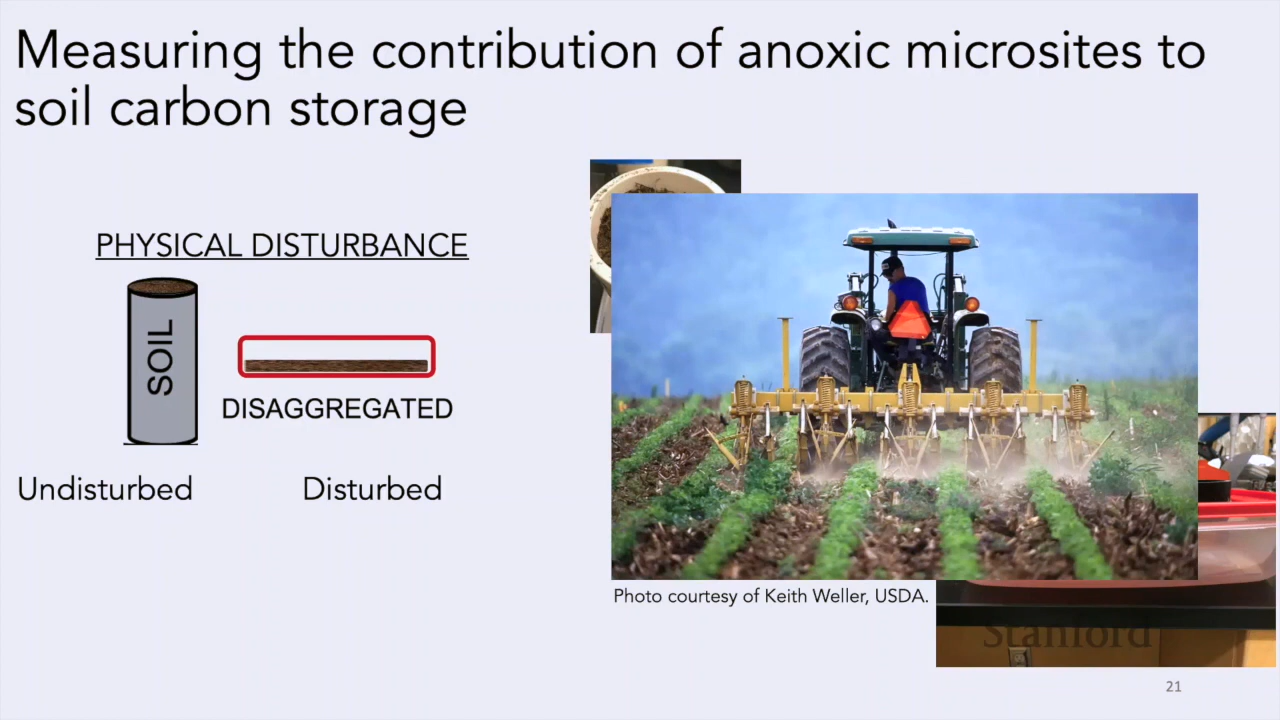 Measuring the contribution of anoxic microsites to
soil carbon storage
PHYSICAL DISTURBANCE
SOIL
DISAGGREGATED
Undisturbed
Disturbed
Photo courtesy of Keith Weller, USDA.
Stanford
21